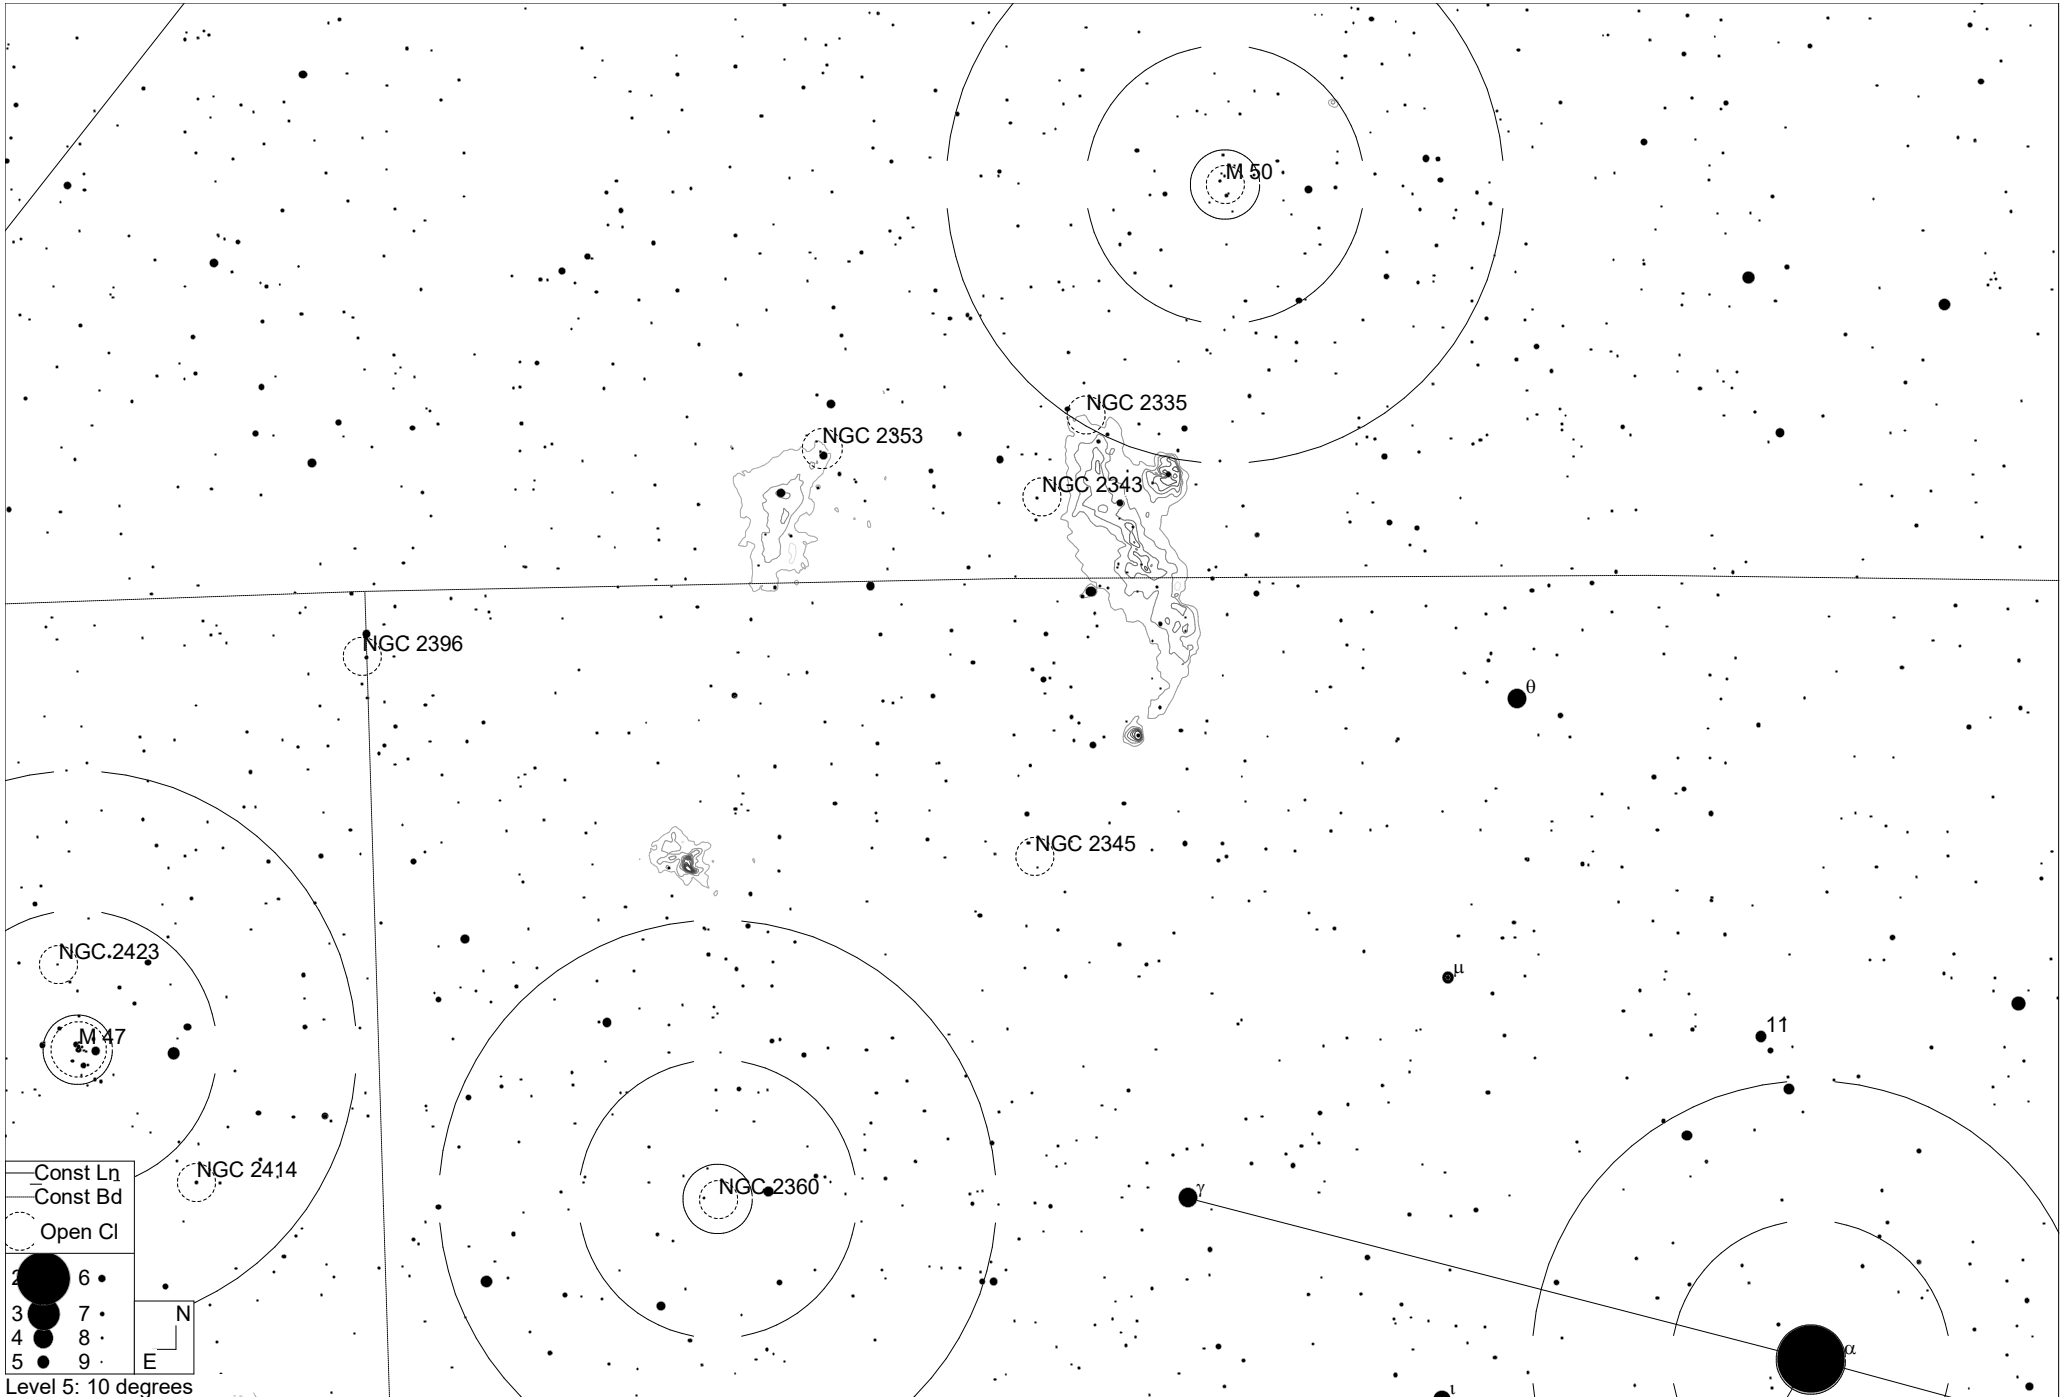 M 50
NGC 2335
NGC 2353
NGC 2343
NGC 2396
θ
NGC 2345
NGC 2423
μ
11
M 47
NGC 2414
NGC 2360
γ
α
ι
Const Ln
Const Bd
Open Cl
2 6
3 7
4 8
5 9
N
E
Level 5: 10 degrees